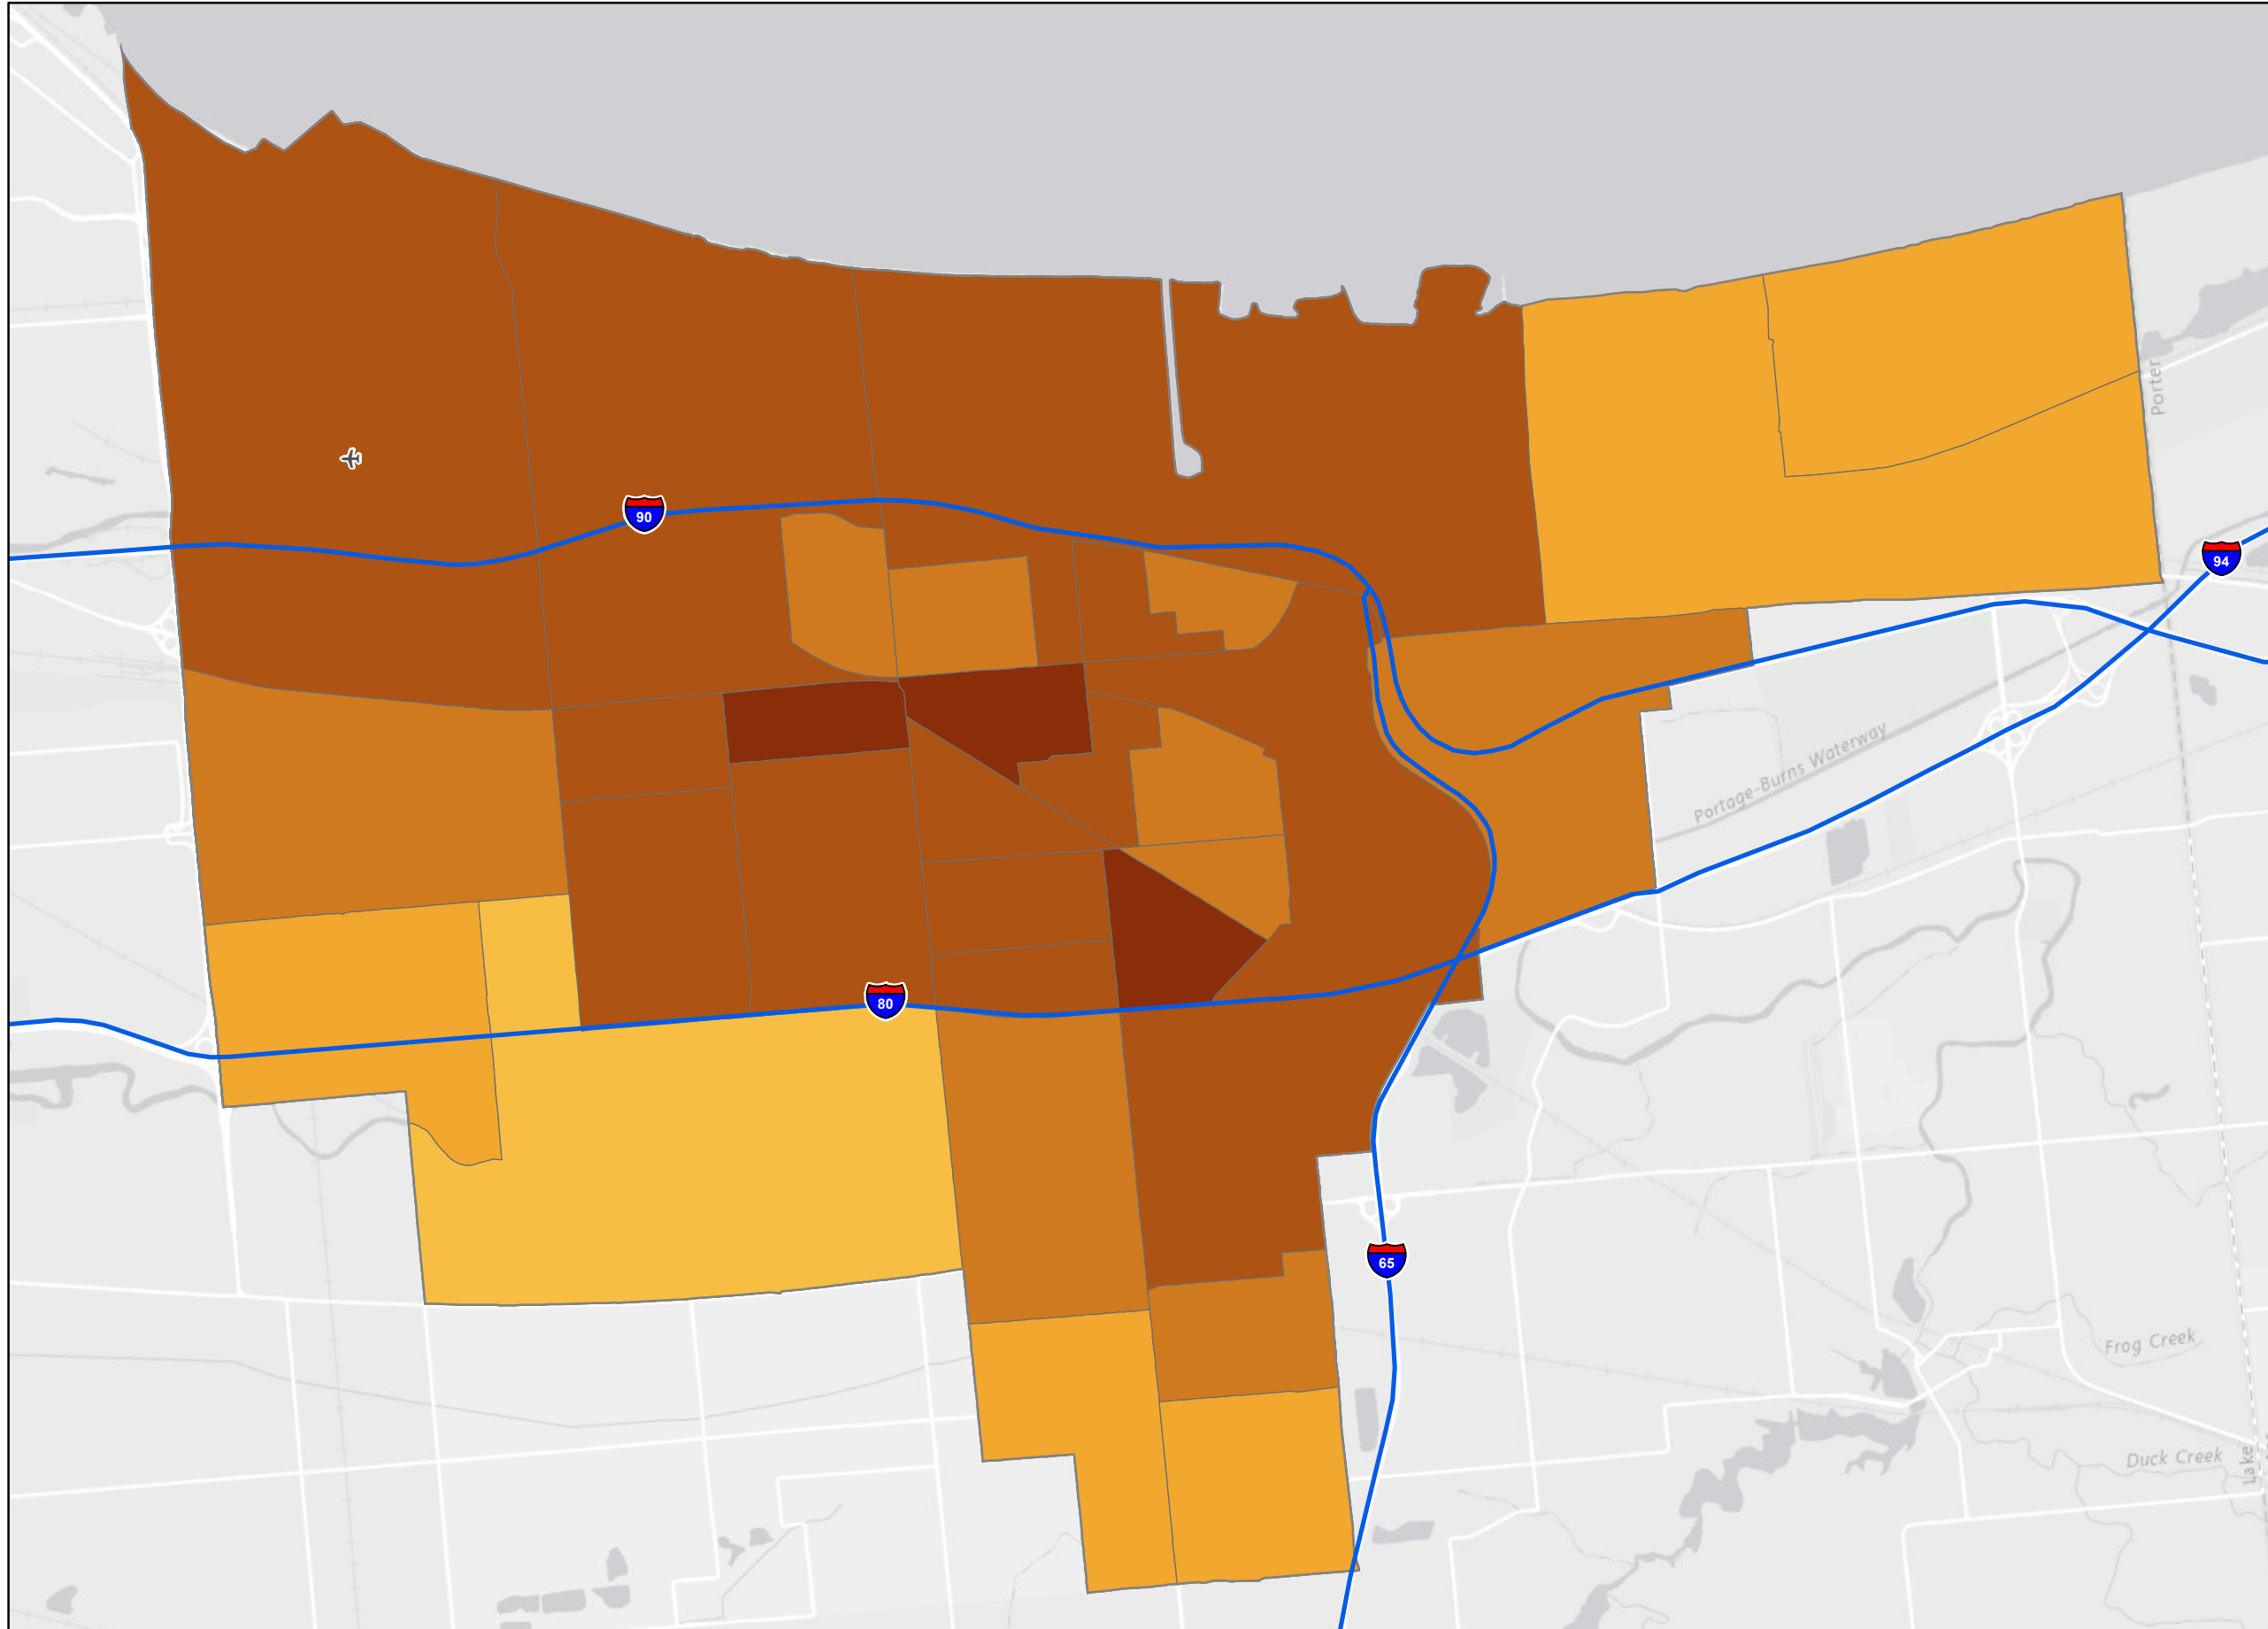 Porter
90
94
Portage-Burns Waterway
80
65
Frog Creek
Duck Creek
Lake